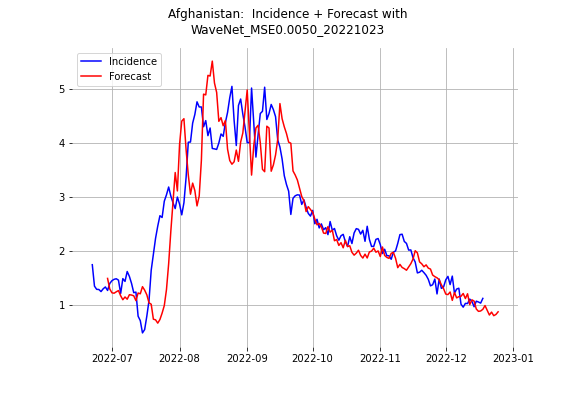 Afghanistan:  Incidence + Forecast with
WaveNet_MSE0.0050_20221023
Incidence
Forecast
5
4
3
2
1
2022-07 2022-08 2022-09 2022-10 2022-11 2022-12 2023-01